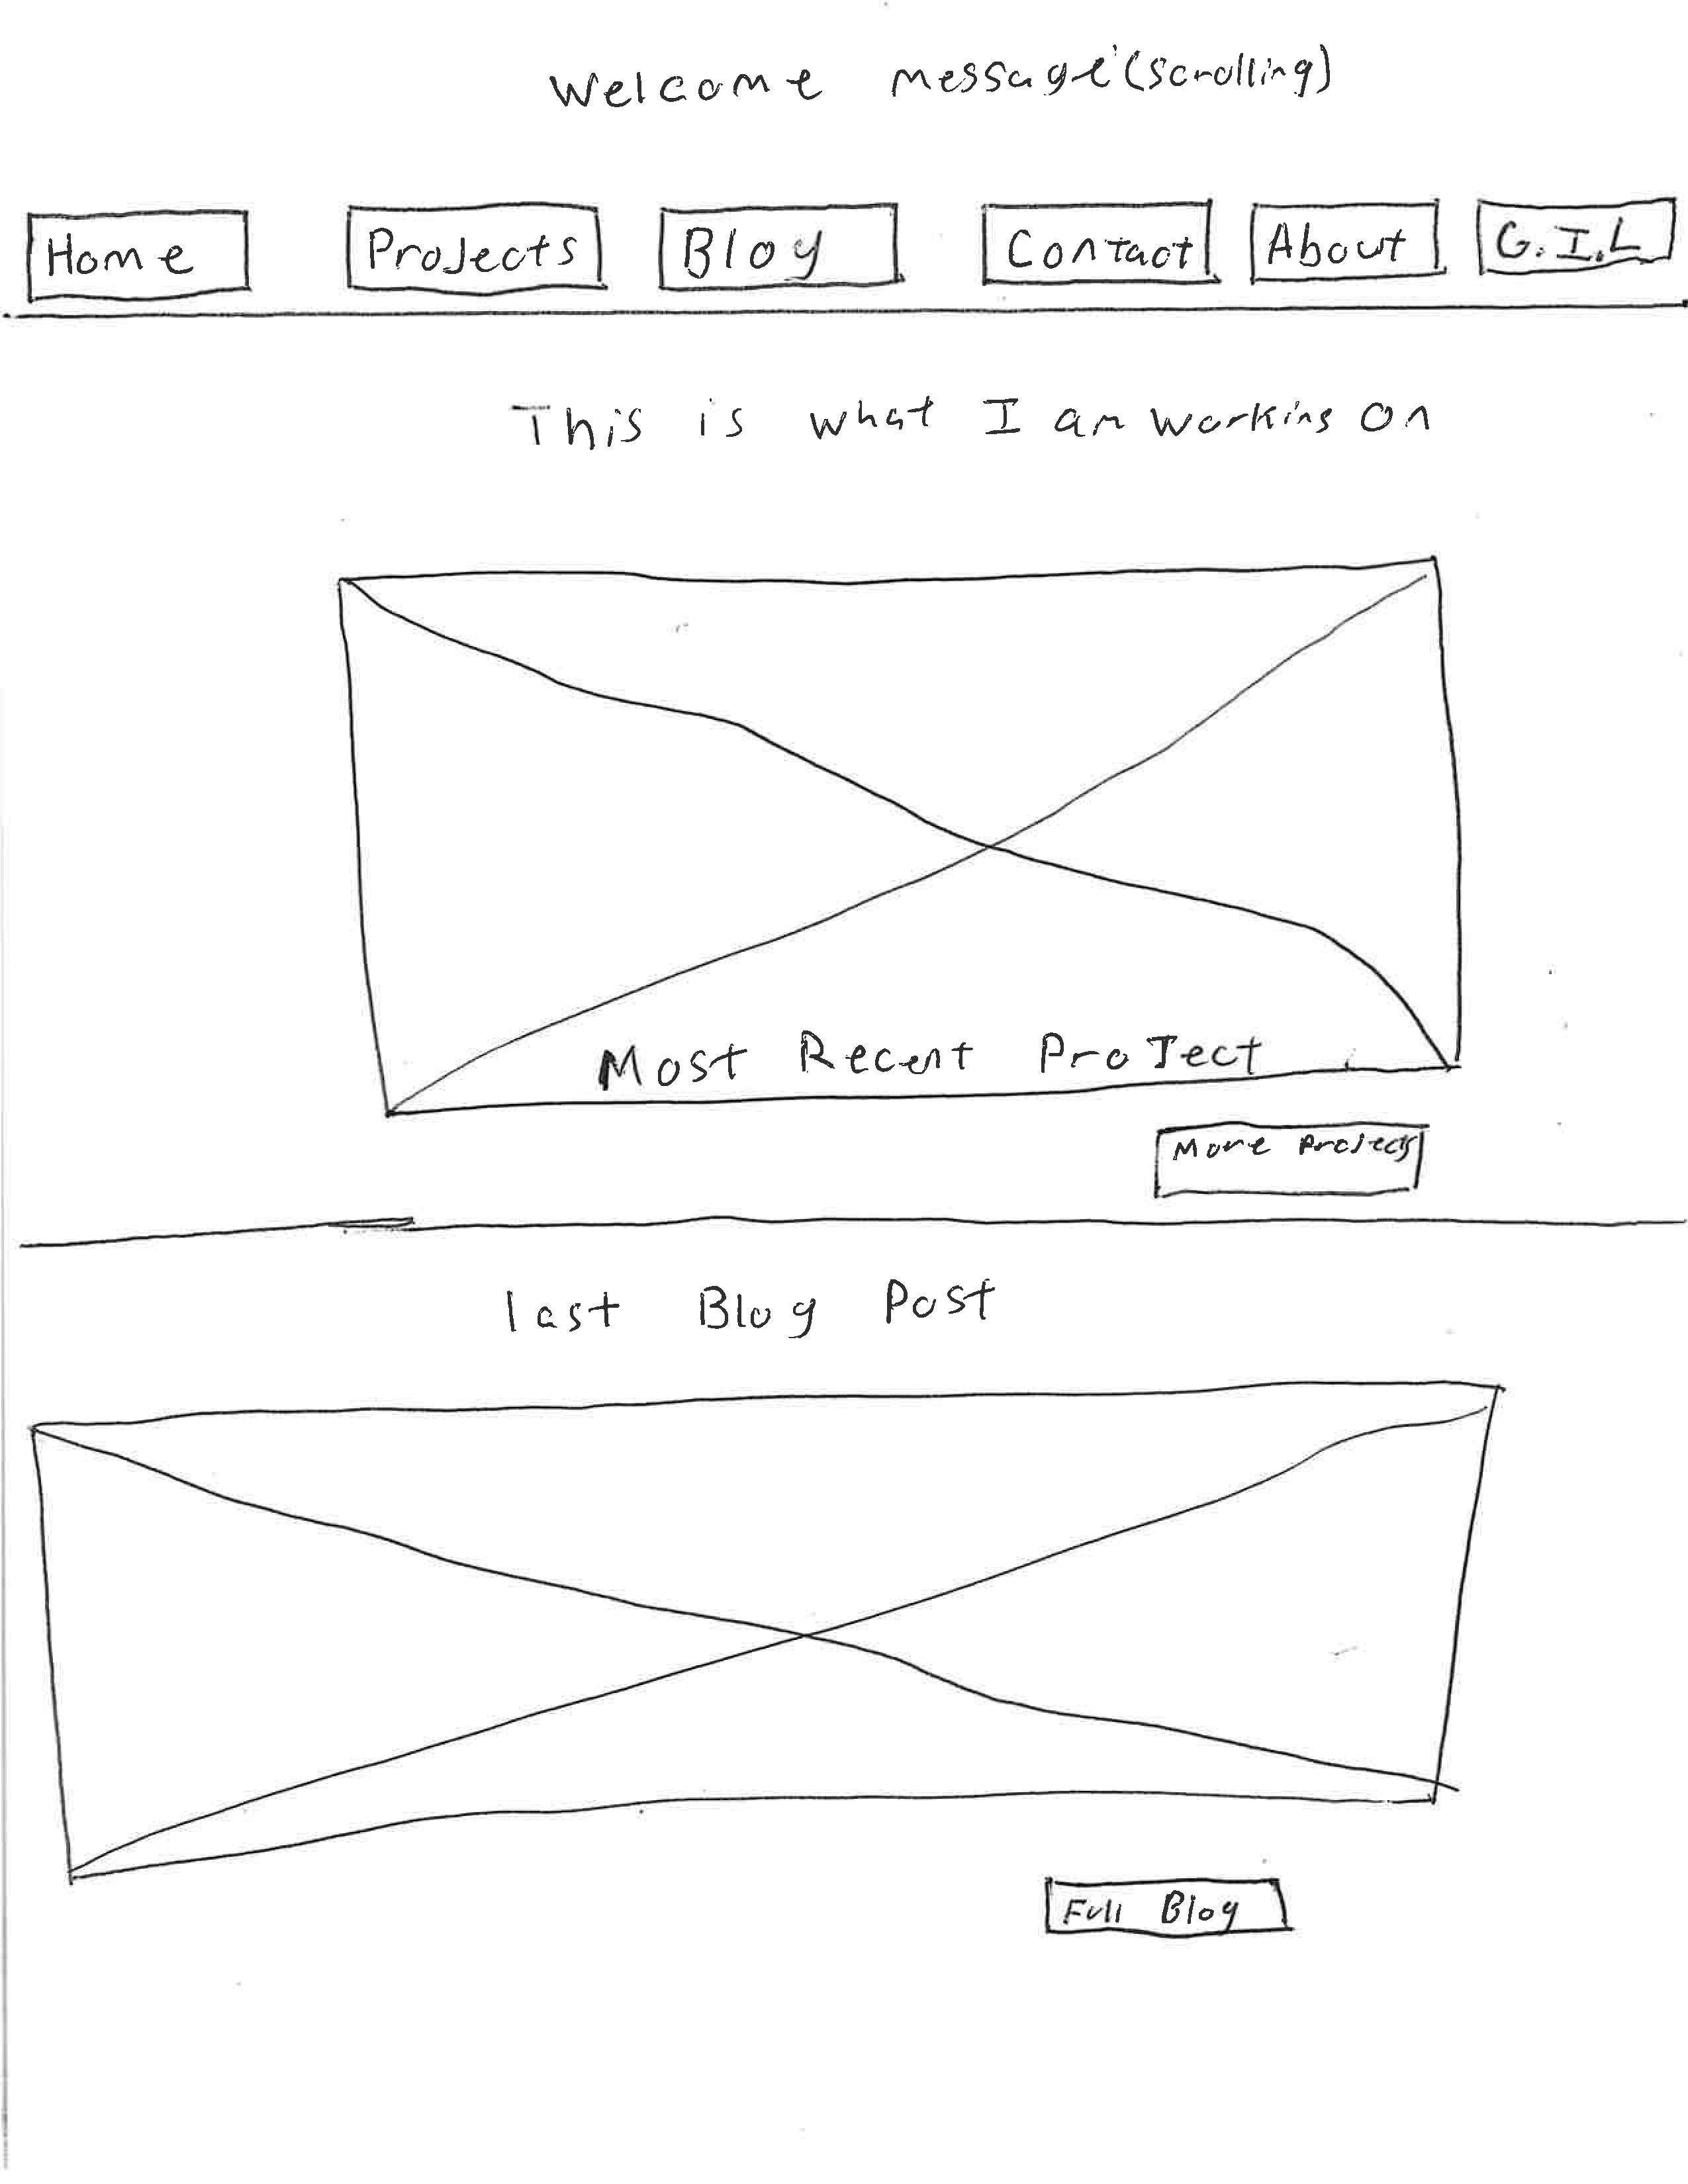 Welcome message (scrolling)
Home Projects Blog Contact About G.I.L
This is what I am working on
Most Recent Project
More Projects
last Blog Post
Full Blog